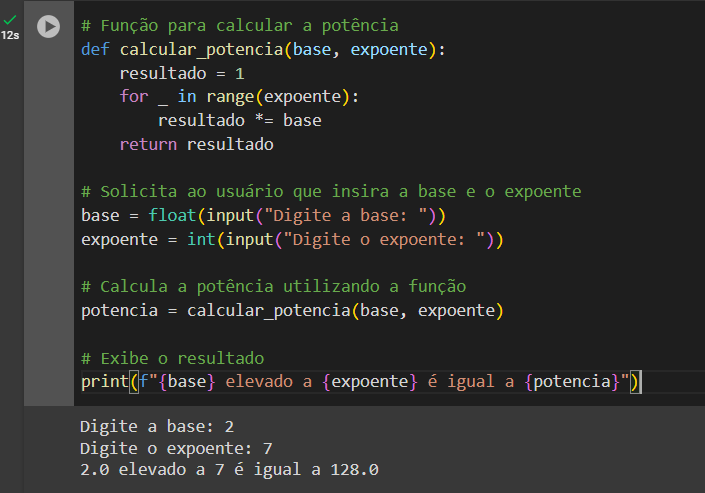 12s
# Função para calcular a potência
def calcular_potencia(base, expoente):
    resultado = 1
    for _ in range(expoente):
        resultado *= base
    return resultado
# Solicita ao usuário que insira a base e o expoente
base = float(input("Digite a base: "))
expoente = int(input("Digite o expoente: "))
# Calcula a potência utilizando a função
potencia = calcular_potencia(base, expoente)
# Exibe o resultado
print(f"{base} elevado a {expoente} é igual a {potencia}")
Digite a base: 2
Digite o expoente: 7
2.0 elevado a 7 é igual a 128.0